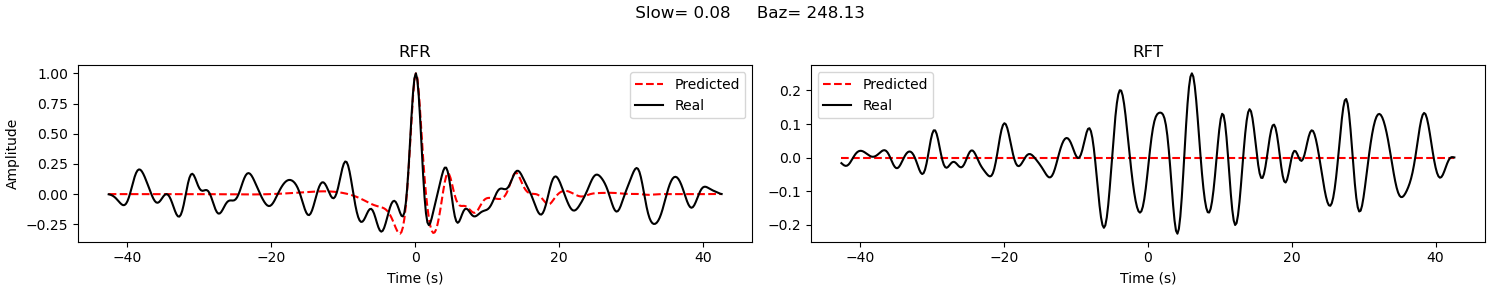 Slow= 0.08     Baz= 248.13
RFR
Amplitude
1.00
0.75
0.50
0.25
0.00
−0.25
Predicted
Real
−40
−20
0
20
40
Time (s)
RFT
0.2
0.1
0.0
−0.1
−0.2
Predicted
Real
−40
−20
0
20
40
Time (s)